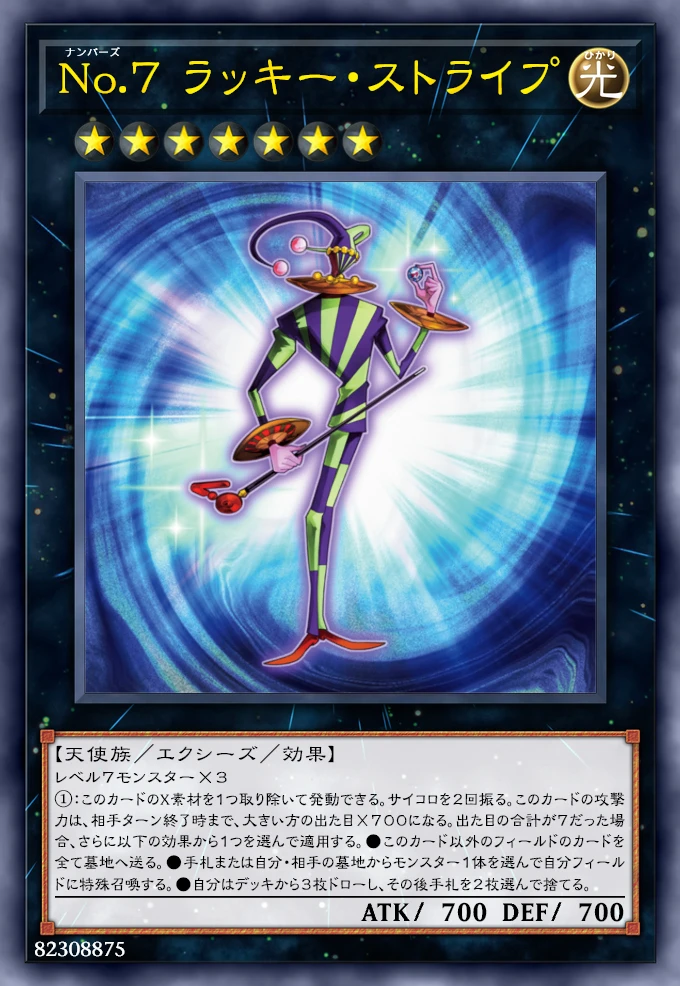 ナンバーズ
No.7 ラッキー・ストライプ
ひかり
光
【天使族／エクシーズ／効果】
レベル7モンスター×3
①:このカードのX素材を1つ取り除いて発動できる。サイコロを2回振る。このカードの攻撃
力は、相手ターン終了時まで、大きい方の出た目×700になる。出た目の合計が7だった場
合、さらに以下の効果から1つを選んで適用する。●このカード以外のフィールドのカードを
全て墓地へ送る。●手札または自分・相手の墓地からモンスター1体を選んで自分フィール
ドに特殊召喚する。●自分はデッキから3枚ドローし、その後手札を2枚選んで捨てる。
ATK/ 700 DEF/ 700
82308875